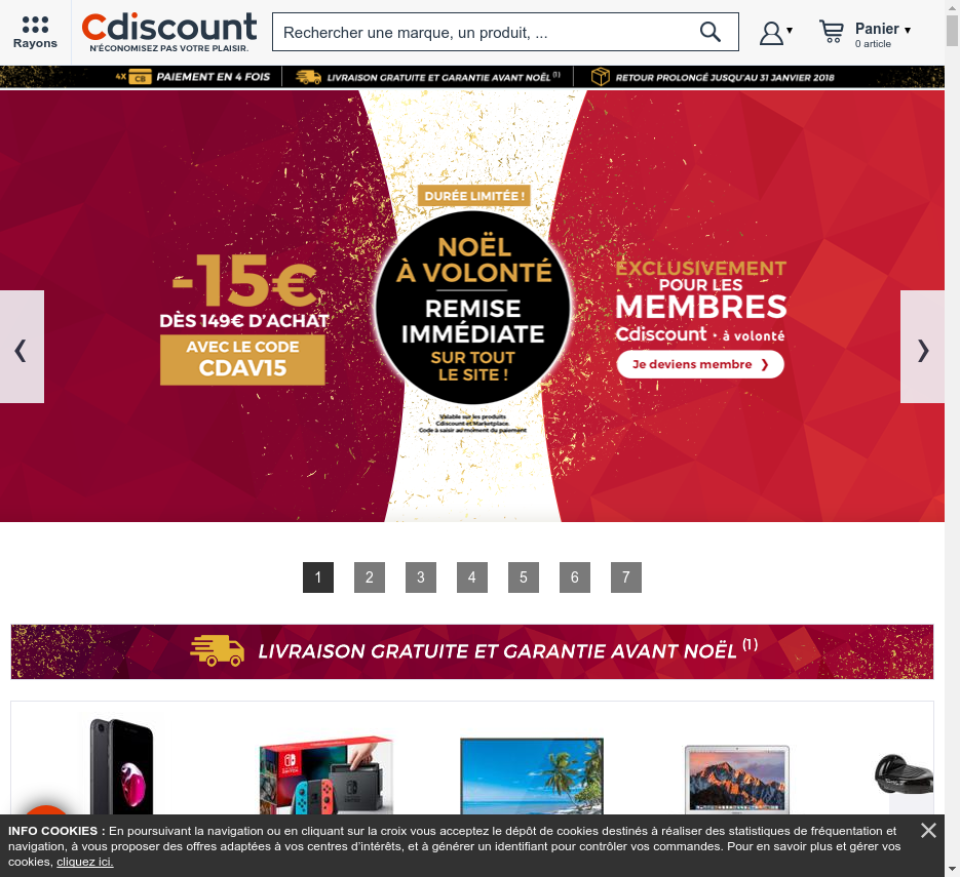 Rayons
Cdiscount
N'ÉCONOMISEZ PAS VOTRE PLAISIR.
Rechercher une marque, un produit, ...
Panier
0 article
4X CB PAIEMENT EN 4 FOIS
LIVRAISON GRATUITE ET GARANTIE AVANT NOËL (1)
RETOUR PROLONGÉ JUSQU'AU 31 JANVIER 2018
-15€
DÈS 149€ D'ACHAT
AVEC LE CODE
CDAV15
DURÉE LIMITÉE !
NOËL
À VOLONTÉ
REMISE
IMMÉDIATE
SUR TOUT
LE SITE !
Valable sur les produits
Cdiscount et Marketplace.
Code à saisir au moment du paiement
EXCLUSIVEMENT
POUR LES
MEMBRES
Cdiscount • à volonté
Je deviens membre ❯
1 2 3 4 5 6 7
LIVRAISON GRATUITE ET GARANTIE AVANT NOËL (1)
INFO COOKIES : En poursuivant la navigation ou en cliquant sur la croix vous acceptez le dépôt de cookies destinés à réaliser des statistiques de fréquentation et
navigation, à vous proposer des offres adaptées à vos centres d'intérêts, et à générer un identifiant pour contrôler vos commandes. Pour en savoir plus et gérer vos
cookies, cliquez ici.